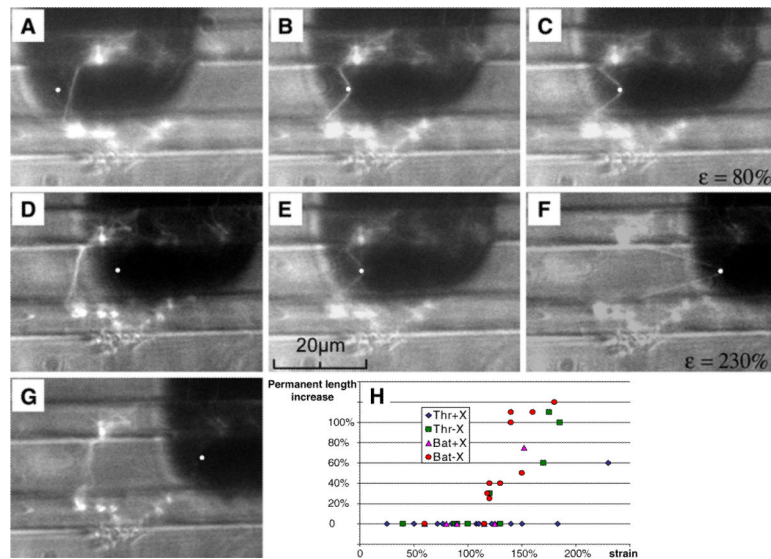 A
B
C
ε = 80%
D
E
F
20μm
ε = 230%
G
H
Permanent length
increase
Thr+X
Thr-X
Bat+X
Bat-X
100%
80%
60%
40%
20%
0
50%
100%
150%
200%
strain